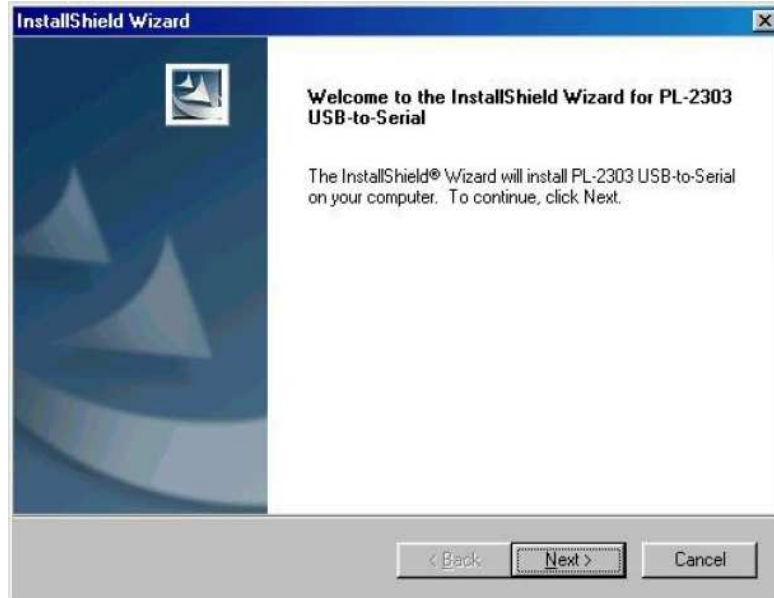 InstallShield Wizard
Welcome to the InstallShield Wizard for PL-2303
USB-to-Serial
The InstallShield® Wizard will install PL-2303 USB-to-Serial
on your computer.  To continue, click Next.
< Back
Next >
Cancel